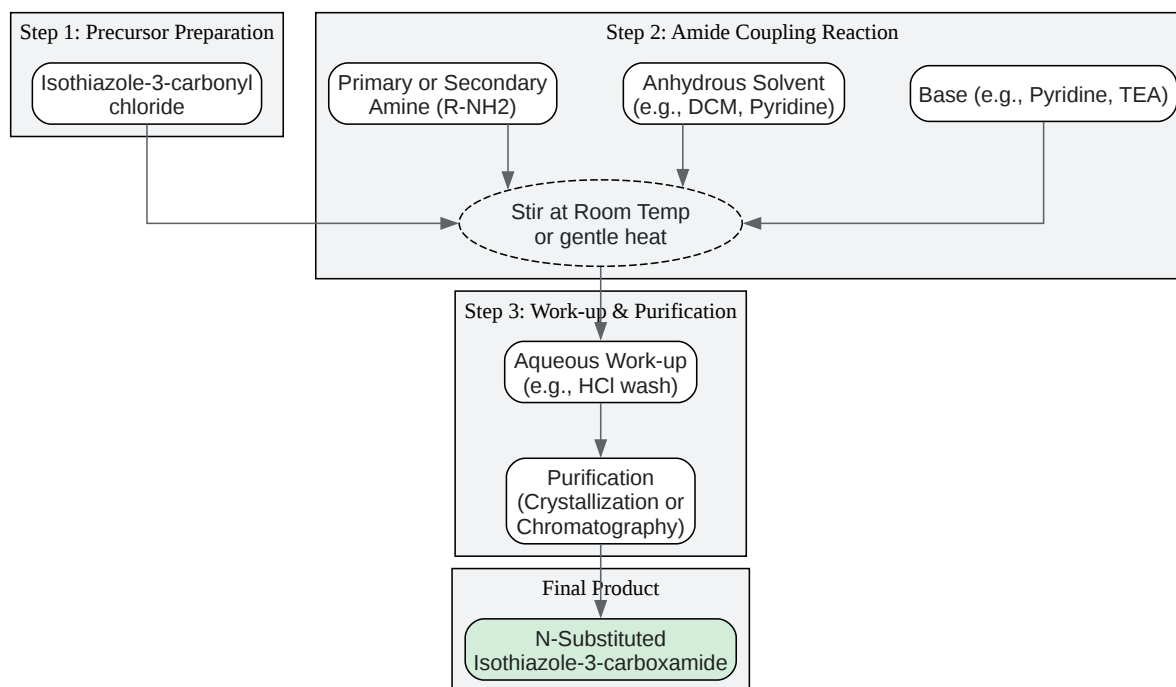 Step 1: Precursor Preparation
Isothiazole-3-carbonyl
chloride
Step 2: Amide Coupling Reaction
Primary or Secondary
Amine (R-NH2)
Anhydrous Solvent
(e.g., DCM, Pyridine)
Base (e.g., Pyridine, TEA)
Stir at Room Temp
or gentle heat
Step 3: Work-up & Purification
Aqueous Work-up
(e.g., HCl wash)
Purification
(Crystallization or
Chromatography)
Final Product
N-Substituted
Isothiazole-3-carboxamide